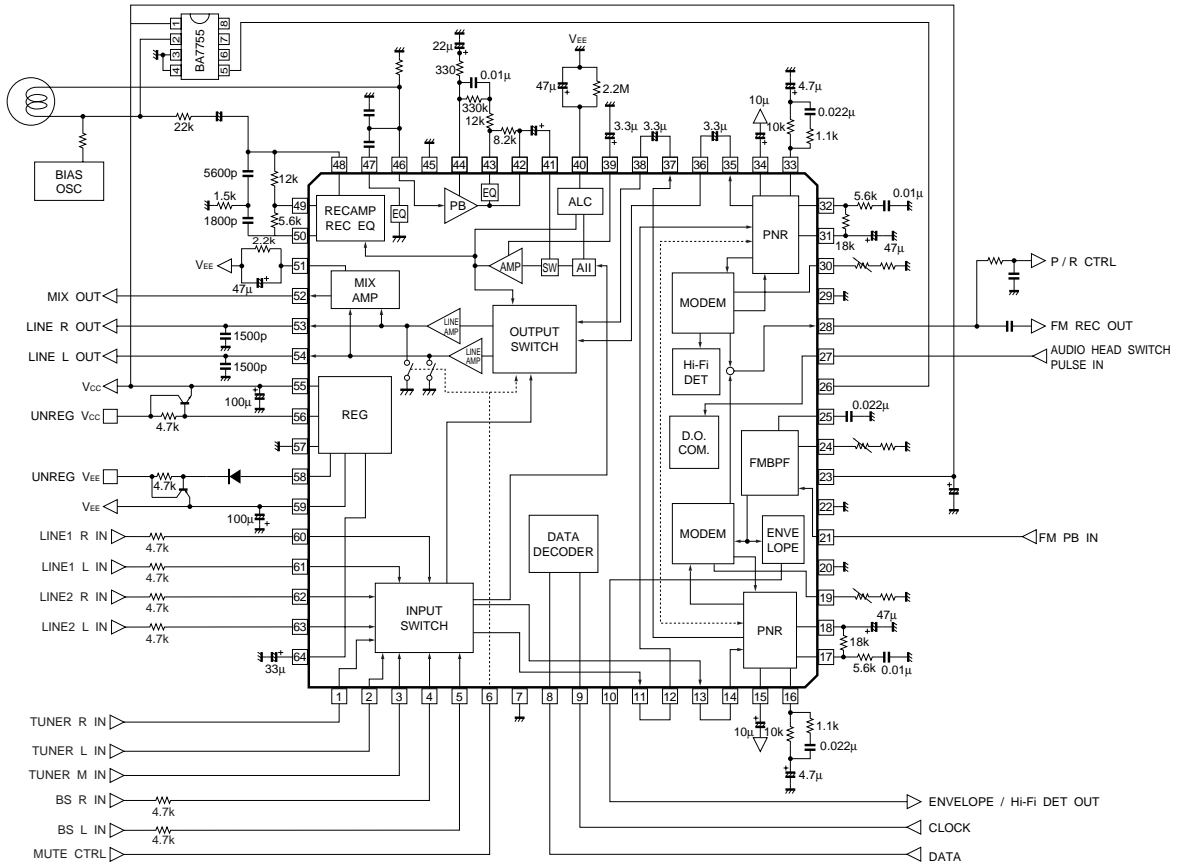 1 8
2 7
3 6
4 5
BA7755
BIAS
OSC
22k
22μ
330
0.01μ
330k
12k
8.2k
VEE
47μ
2.2M
3.3μ
3.3μ
3.3μ
10μ
10k
4.7μ
0.022μ
1.1k
48 47 46 45 44 43 42 41 40 39 38 37 36 35 34 33
5600p
12k
1.5k
1800p
5.6k
2.2k
VEE
47μ
49
50
51
52
53
54
55
56
57
58
59
60
61
62
63
64
RECAMP
REC EQ
EQ
PB
EQ
ALC
AMP
SW
All
MIX
AMP
LINE
AMP
LINE
AMP
OUTPUT
SWITCH
REG
PNR
MODEM
Hi-Fi
DET
D.O.
COM.
FMBPF
MODEM
ENVE
LOPE
DATA
DECODER
INPUT
SWITCH
PNR
MIX OUT
LINE R OUT
1500p
LINE L OUT
1500p
VCC
100μ
UNREG VCC
4.7k
UNREG VEE
4.7k
VEE
100μ
LINE1 R IN
4.7k
LINE1 L IN
4.7k
LINE2 R IN
4.7k
LINE2 L IN
4.7k
33μ
32
31
30
29
28
27
26
25
24
23
22
21
20
19
18
17
5.6k
0.01μ
18k
47μ
P / R CTRL
FM REC OUT
AUDIO HEAD SWITCH
PULSE IN
0.022μ
FM PB IN
47μ
18k
5.6k
0.01μ
1 2 3 4 5 6 7 8 9 10 11 12 13 14 15 16
10μ
10k
1.1k
0.022μ
4.7μ
TUNER R IN
TUNER L IN
TUNER M IN
BS R IN
4.7k
BS L IN
4.7k
MUTE CTRL
ENVELOPE / Hi-Fi DET OUT
CLOCK
DATA